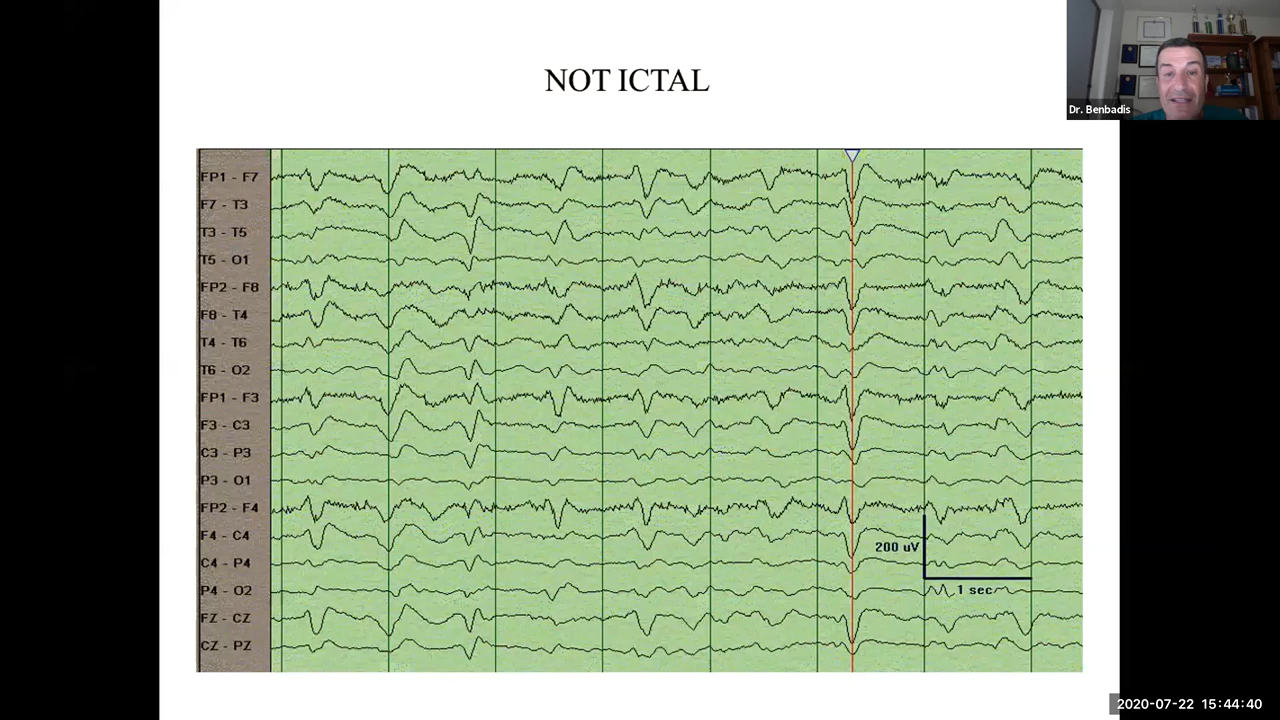 NOT ICTAL
Dr. Benbadis
FP1 - F7
F7 - T3
T3 - T5
T5 - O1
FP2 - F8
F8 - T4
T4 - T6
T6 - O2
FP1 - F3
F3 - C3
C3 - P3
P3 - O1
FP2 - F4
F4 - C4
C4 - P4
P4 - O2
FZ - CZ
CZ - PZ
200 uV
1 sec
2020-07-22 15:44:40